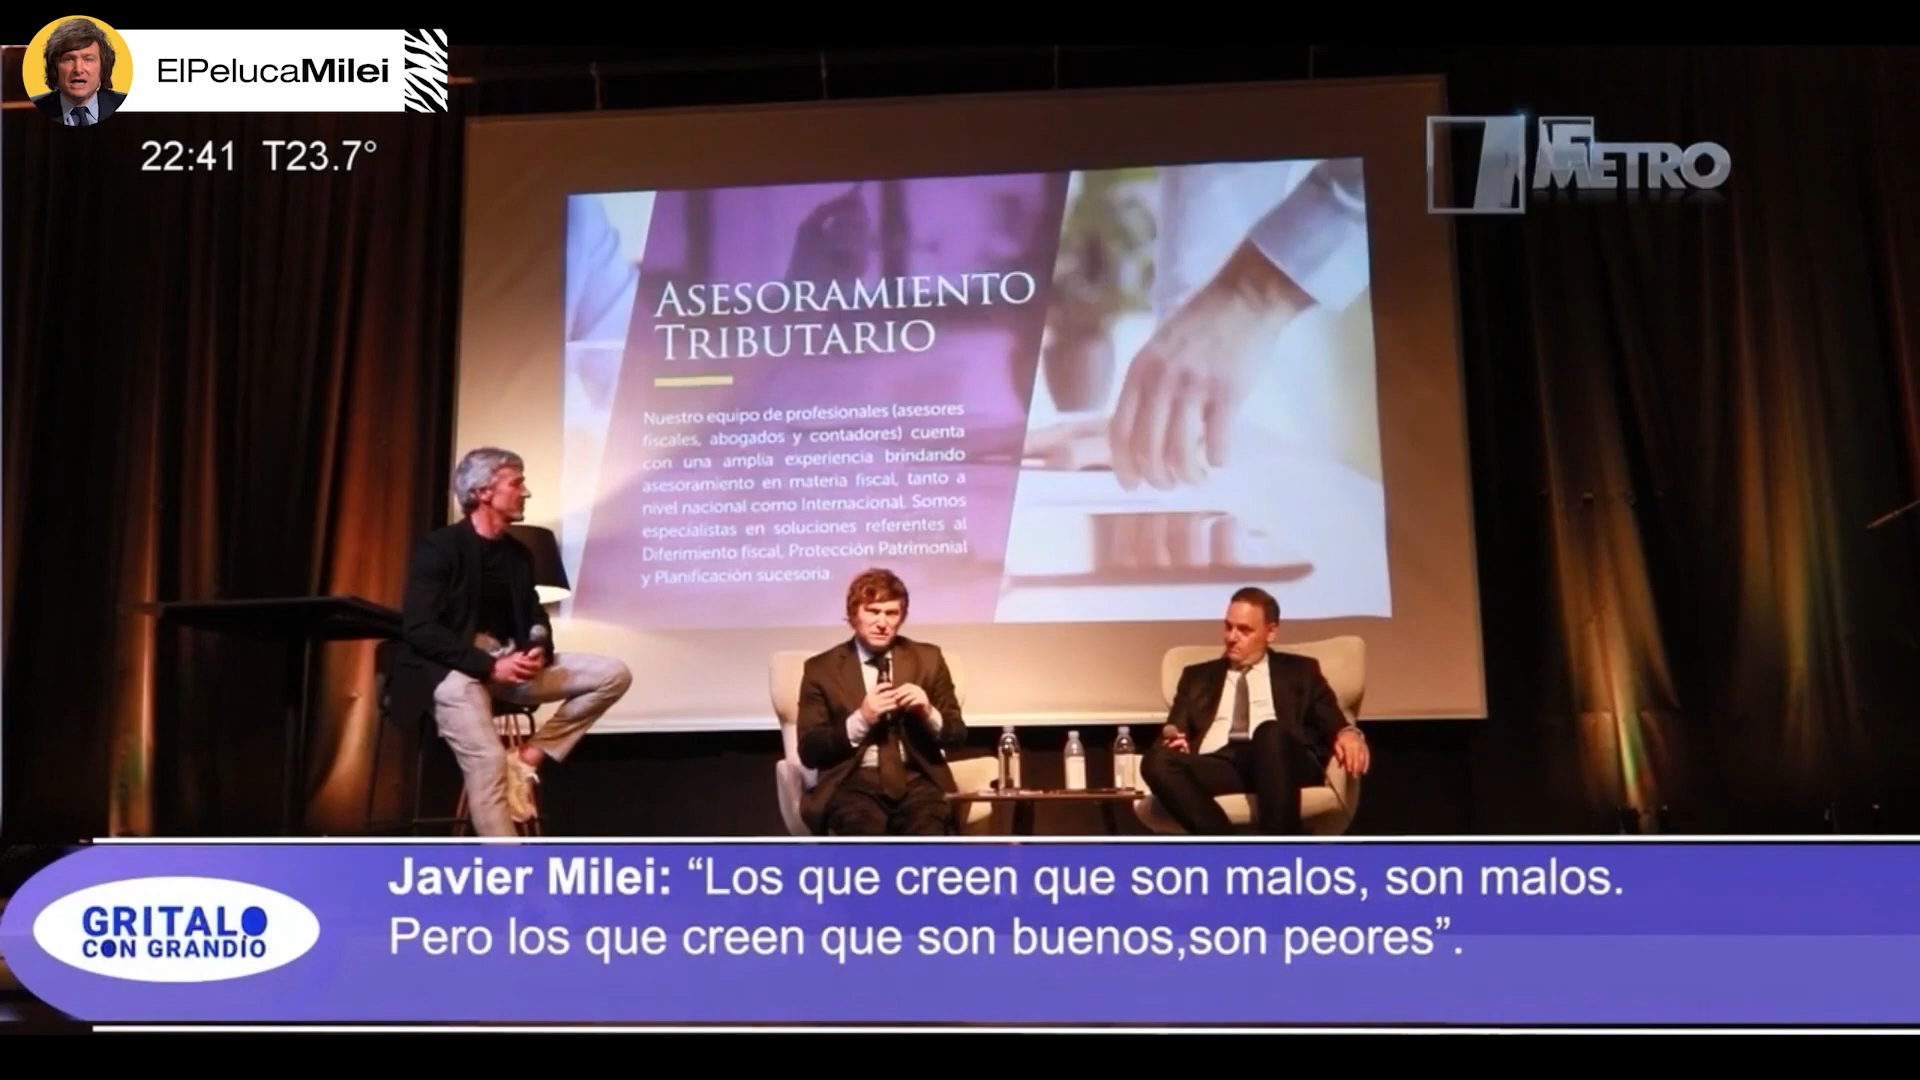 ElPelucaMilei
22:41 T23.7°
METRO
ASESORAMIENTO
TRIBUTARIO
Nuestro equipo de profesionales (asesores
fiscales, abogados y contadores) cuenta
con una amplia experiencia brindando
asesoramiento en materia fiscal, tanto a
nivel nacional como Internacional. Somos
especialistas en soluciones referentes al
Diferimiento fiscal, Protección Patrimonial
y Planificación sucesoria.
GRITALO
CON GRANDÍO
Javier Milei: “Los que creen que son malos, son malos.
Pero los que creen que son buenos,son peores”.